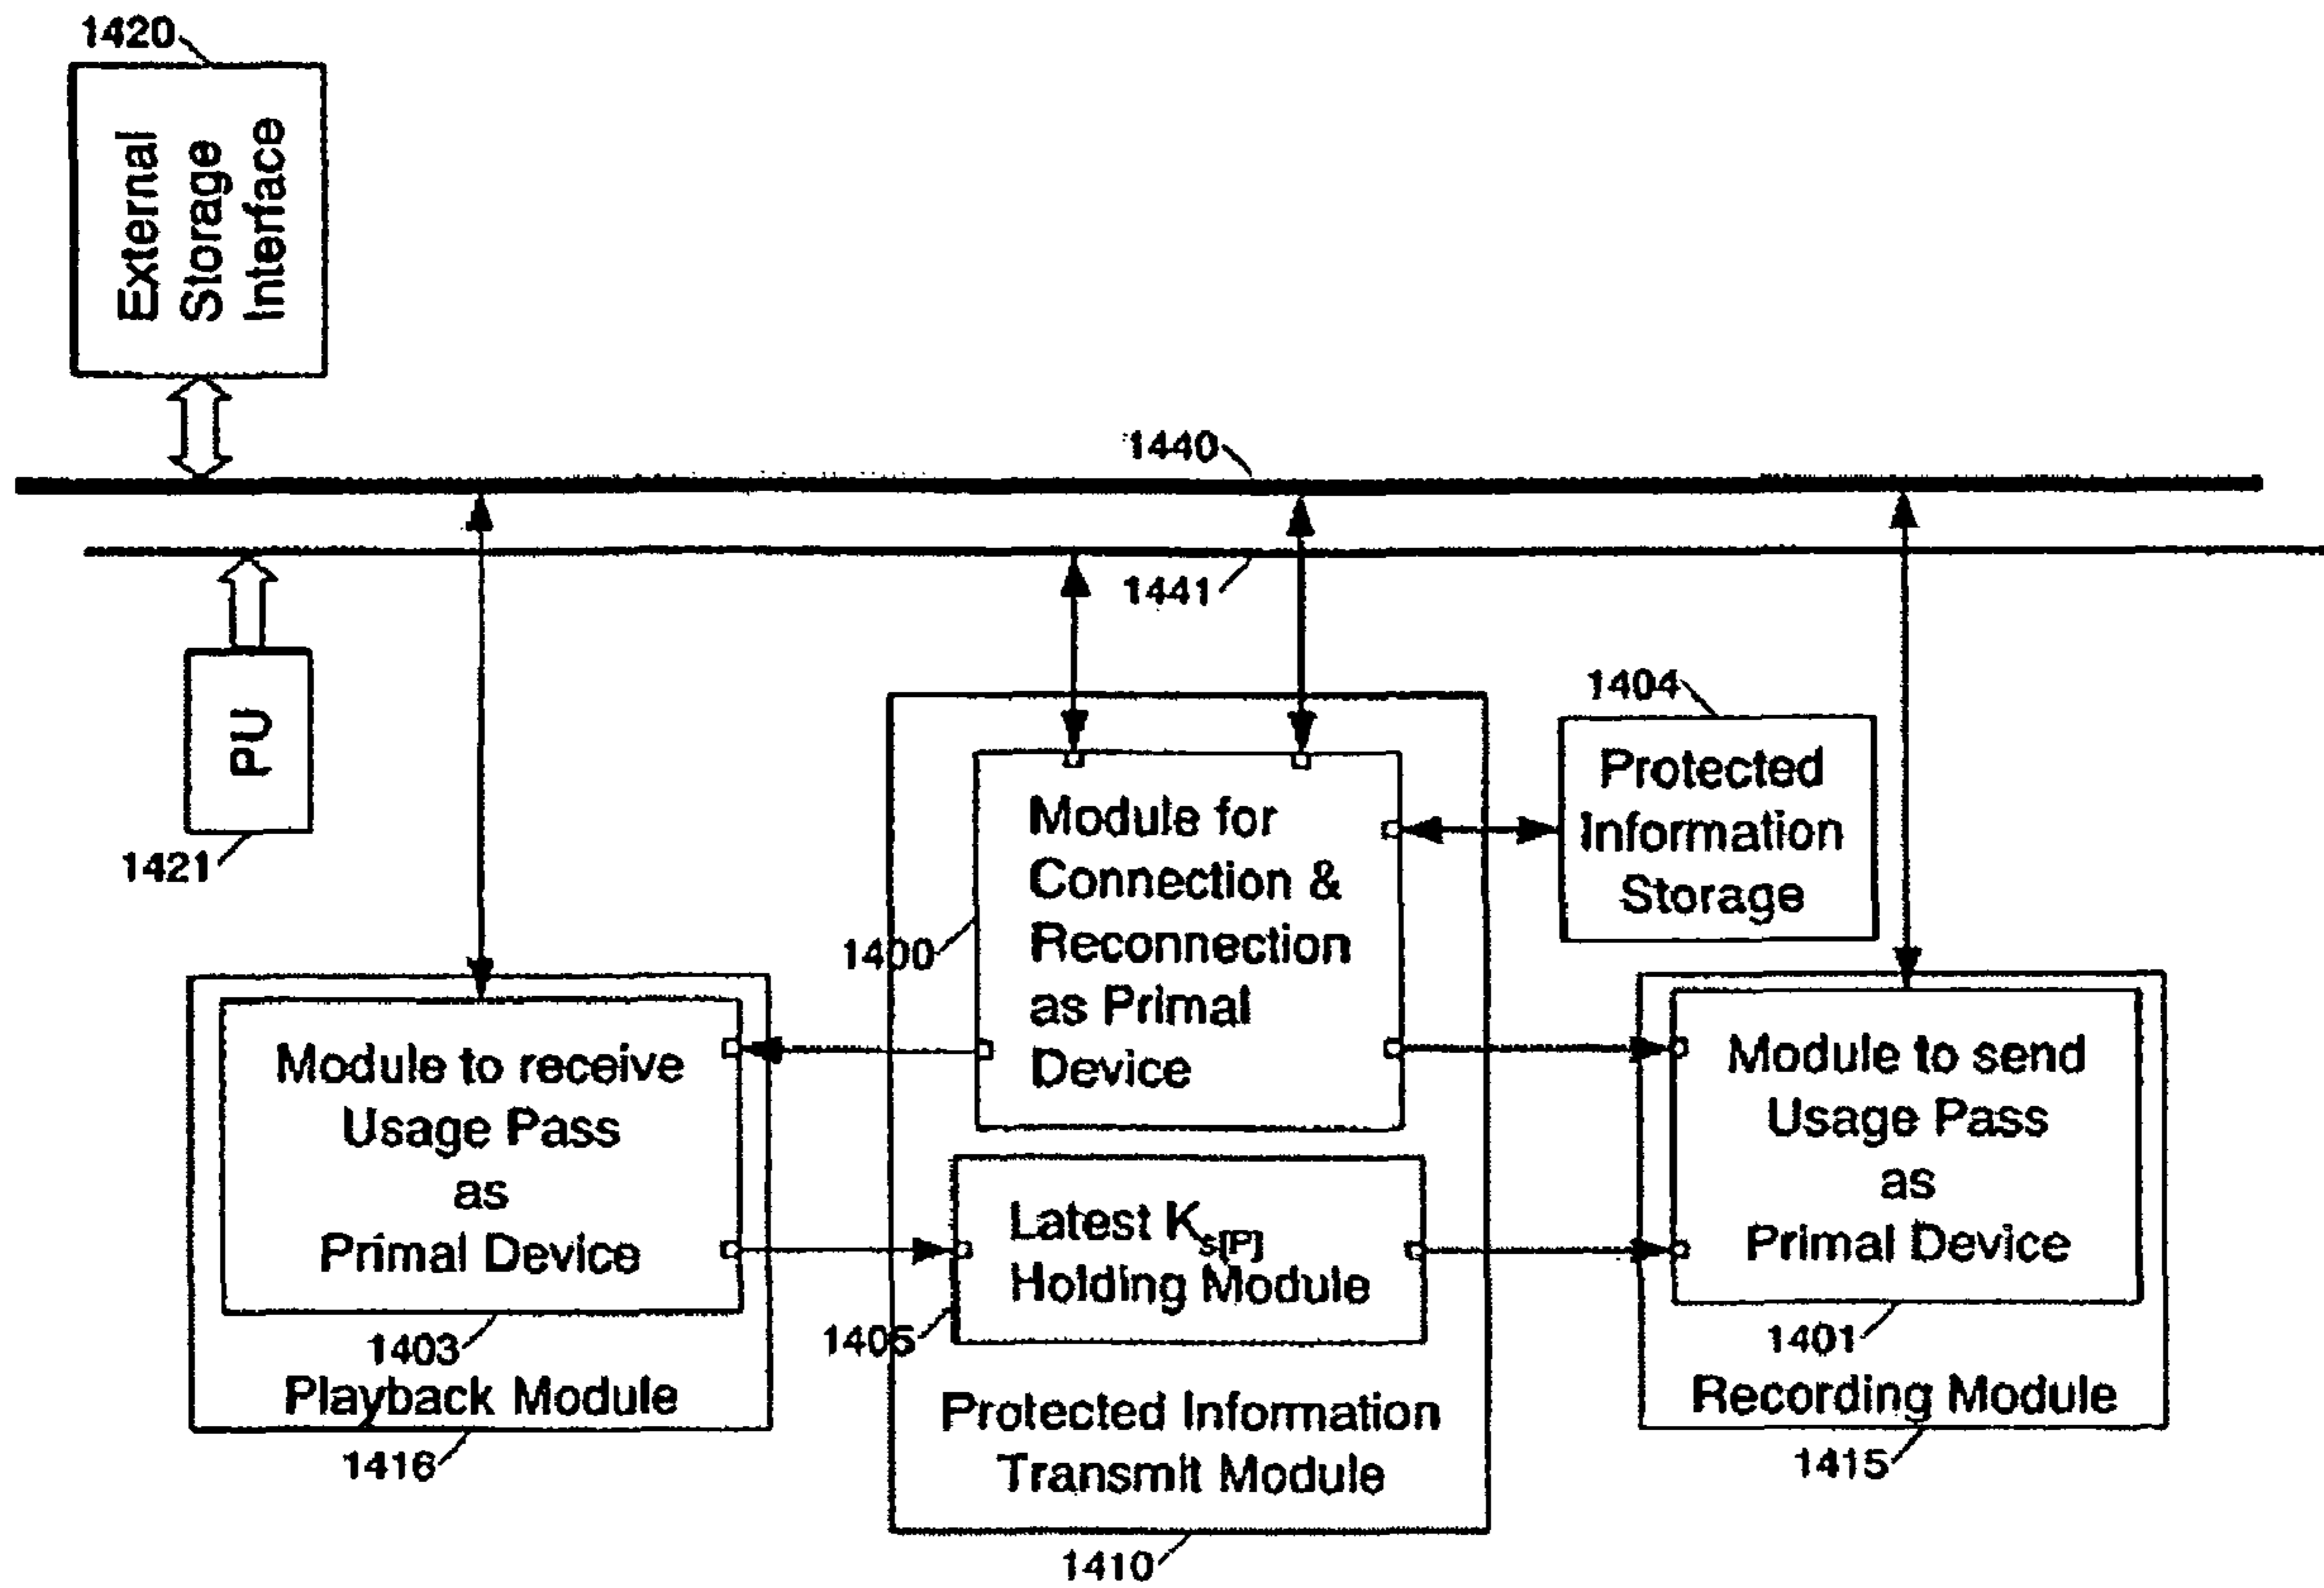 1420
External
Storage
Interface
1440
1441
PU
1421
1404
Protected
Information
Storage
Module for
Connection &
Reconnection
as Primal
Device
1400
Module to receive
Usage Pass
as
Primal Device
1403
Playback Module
1416
Latest Ks[P]
Holding Module
1405
Protected Information
Transmit Module
1410
Module to send
Usage Pass
as
Primal Device
1401
Recording Module
1415